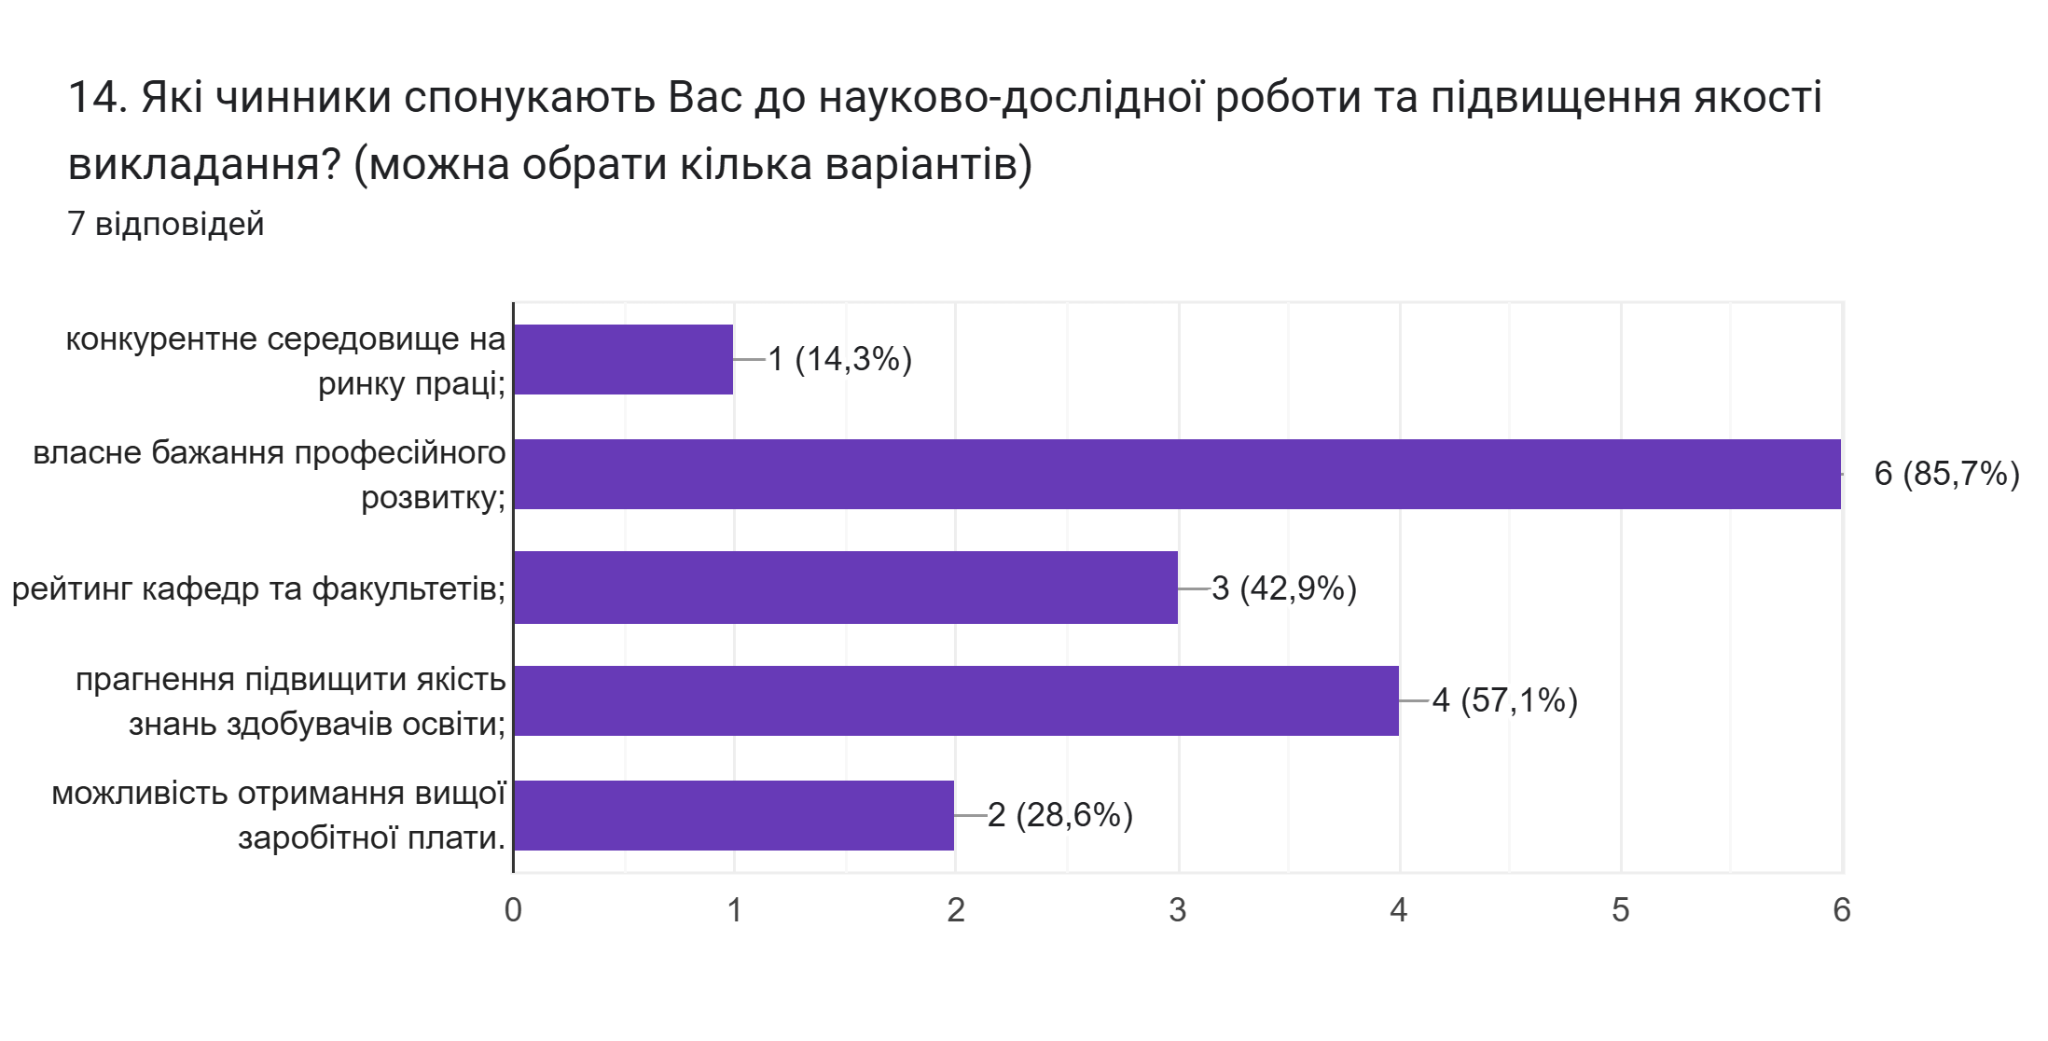 14. Які чинники спонукають Вас до науково-дослідної роботи та підвищення якості
викладання? (можна обрати кілька варіантів)
7 відповідей
конкурентне середовище на
ринку праці;
1 (14,3%)
власне бажання професійного
розвитку;
6 (85,7%)
рейтинг кафедр та факультетів;
3 (42,9%)
прагнення підвищити якість
знань здобувачів освіти;
4 (57,1%)
можливість отримання вищої
заробітної плати.
2 (28,6%)
0 1 2 3 4 5 6